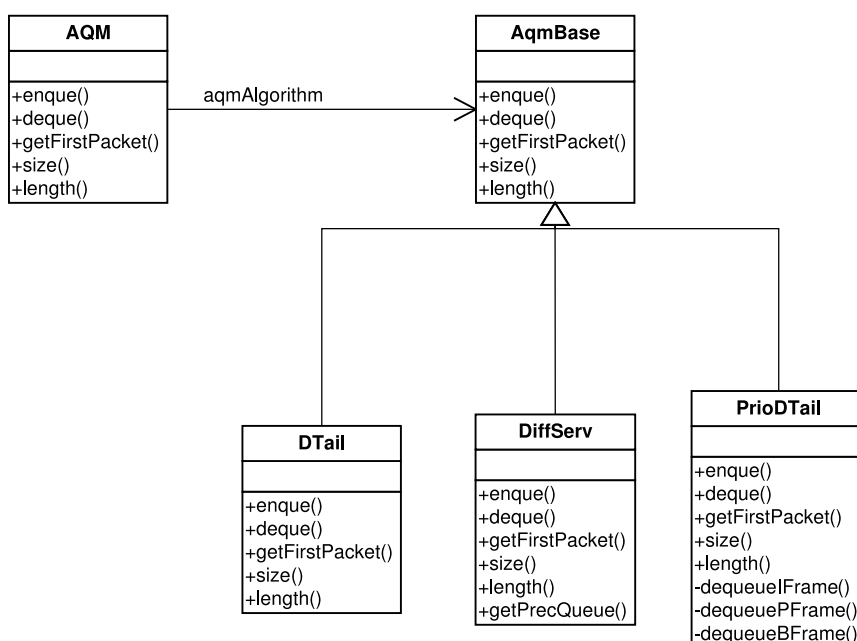 AQM
+enque()
+deque()
+getFirstPacket()
+size()
+length()
aqmAlgorithm
AqmBase
+enque()
+deque()
+getFirstPacket()
+size()
+length()
DTail
+enque()
+deque()
+getFirstPacket()
+size()
+length()
DiffServ
+enque()
+deque()
+getFirstPacket()
+size()
+length()
+getPrecQueue()
PrioDTail
+enque()
+deque()
+getFirstPacket()
+size()
+length()
-dequeueIFrame()
-dequeuePFrame()
-dequeueBFrame()